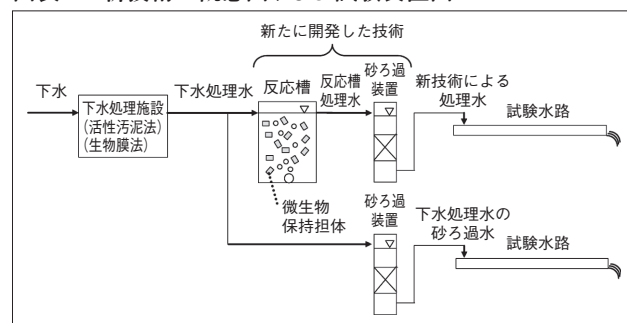 新たに開発した技術
下水
下水処理施設
(活性汚泥法)
(生物膜法)
下水処理水
反応槽
反応槽
処理水
砂ろ過
装置
新技術による
処理水
試験水路
微生物
保持担体
砂ろ過
装置
下水処理水の
砂ろ過水
試験水路